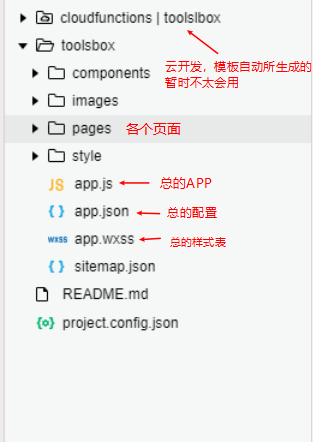 cloudfunctions | toolslbox
云开发，模板自动所生成的
暂时不太会用
toolsbox
components
images
pages 各个页面
style
JS app.js 总的APP
{ } app.json 总的配置
wxss app.wxss 总的样式表
{ } sitemap.json
README.md
{o} project.config.json